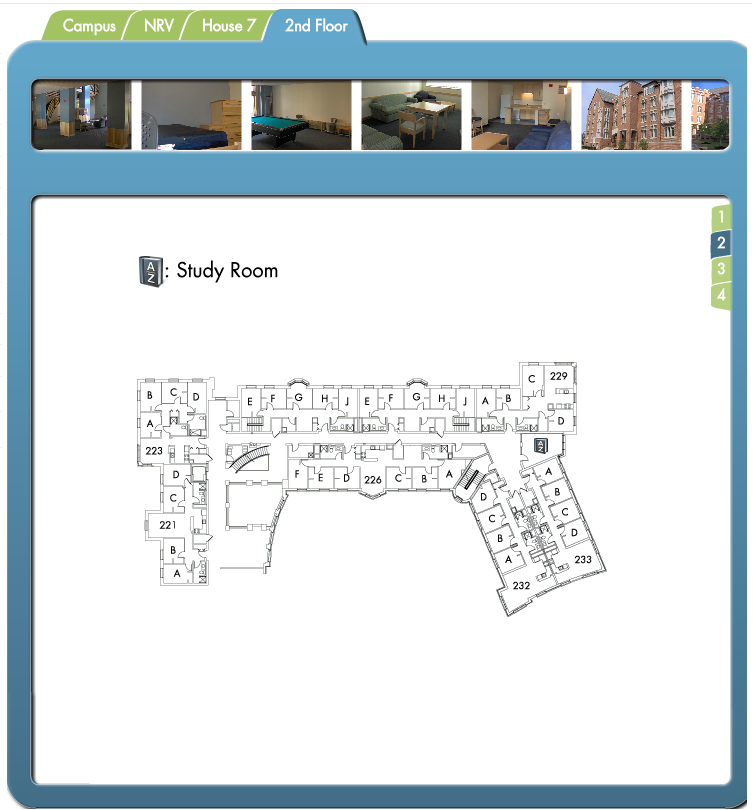 Campus NRV House 7 2nd Floor
1
2
3
4
A Z : Study Room
C 229
B C D E F G H J E F G H J A B
A D
223
D F E D 226 C B A A
C D B
221 C C
B B D
A A 233
232